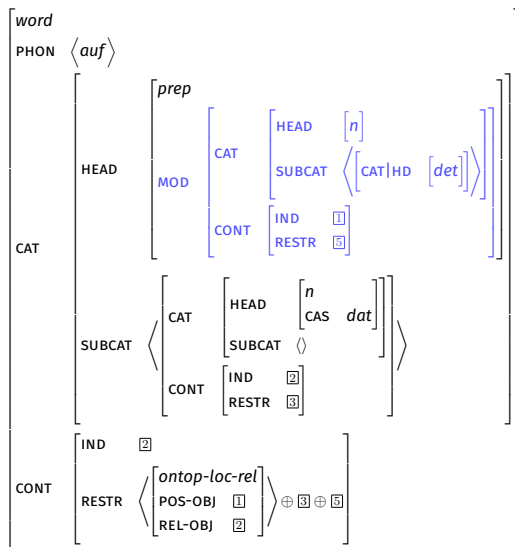 word
PHON ⟨auf⟩
CAT
HEAD
prep
MOD
CAT
HEAD [n]
SUBCAT ⟨[CAT|HD [det]]⟩
CONT
IND 1
RESTR 5
SUBCAT
CAT
HEAD
n
CAS dat
SUBCAT ⟨⟩
CONT
IND 2
RESTR 3
CONT
IND 2
RESTR
ontop-loc-rel
POS-OBJ 1
REL-OBJ 2
⊕ 3 ⊕ 5